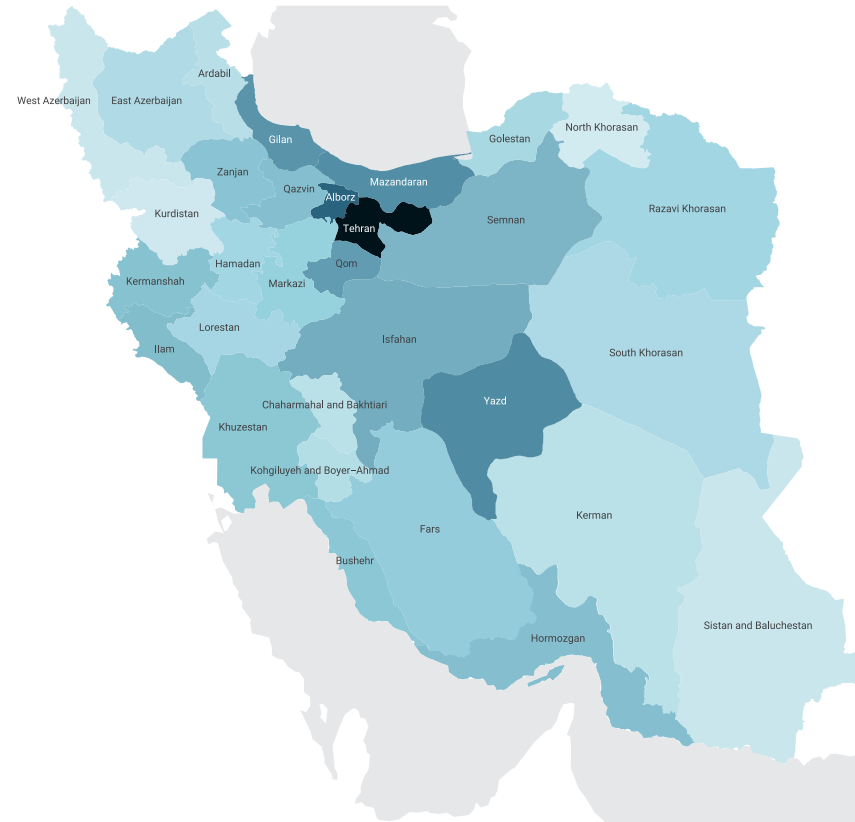 Ardabil
West Azerbaijan
East Azerbaijan
North Khorasan
Gilan
Golestan
Zanjan
Mazandaran
Qazvin
Alborz
Razavi Khorasan
Kurdistan
Semnan
Tehran
Hamadan
Qom
Kermanshah
Markazi
Lorestan
Isfahan
Ilam
South Khorasan
Yazd
Chaharmahal and Bakhtiari
Khuzestan
Kohgiluyeh and Boyer–Ahmad
Kerman
Fars
Bushehr
Sistan and Baluchestan
Hormozgan